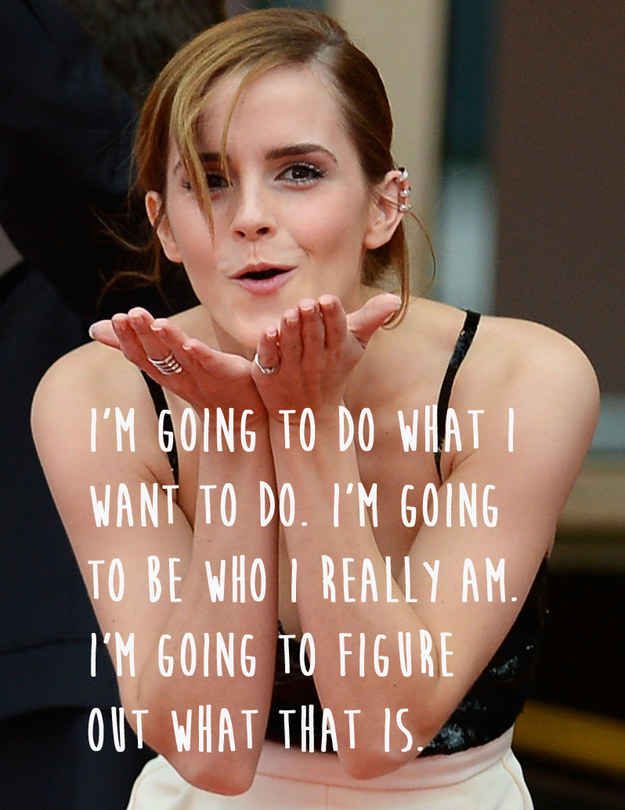 I'M GOING TO DO WHAT I
WANT TO DO. I'M GOING
TO BE WHO I REALLY AM.
I'M GOING TO FIGURE
OUT WHAT THAT IS.